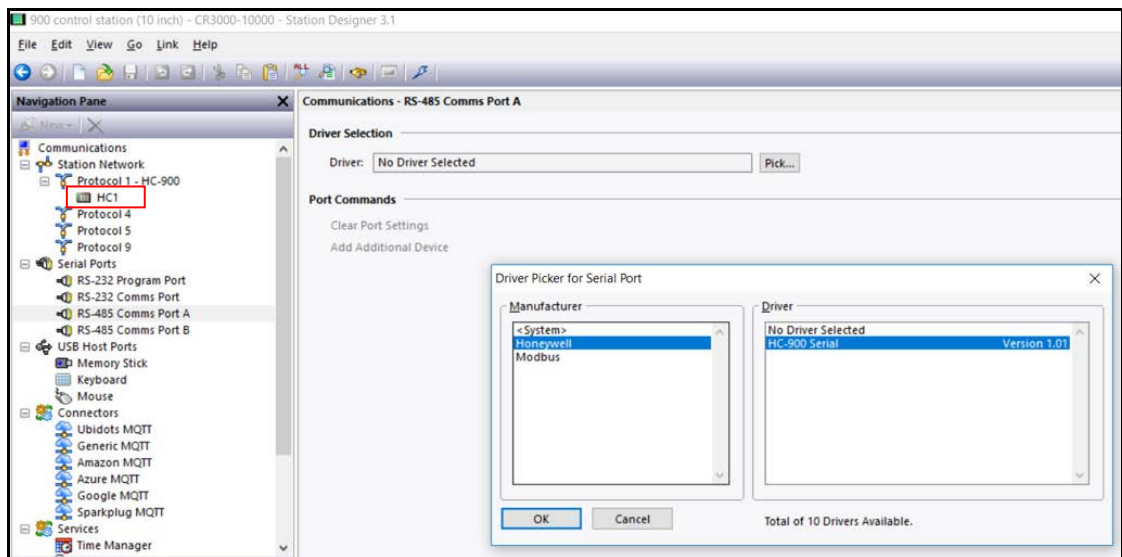 900 control station (10 inch) - CR3000-10000 - Station Designer 3.1
File Edit View Go Link Help
ALL
Navigation Pane
Communications - RS-485 Comms Port A
New
Driver Selection
Communications
Station Network
Driver: No Driver Selected Pick...
Protocol 1 - HC-900
HC1
Port Commands
Protocol 4
Clear Port Settings
Protocol 5
Protocol 9
Add Additional Device
Serial Ports
RS-232 Program Port
Driver Picker for Serial Port
RS-232 Comms Port
RS-485 Comms Port A
Manufacturer
Driver
RS-485 Comms Port B
<System>
No Driver Selected
USB Host Ports
Honeywell
HC-900 Serial Version 1.01
Memory Stick
Modbus
Keyboard
Mouse
Connectors
Ubidots MQTT
Generic MQTT
Amazon MQTT
Azure MQTT
Google MQTT
Sparkplug MQTT
OK Cancel Total of 10 Drivers Available.
Services
Time Manager